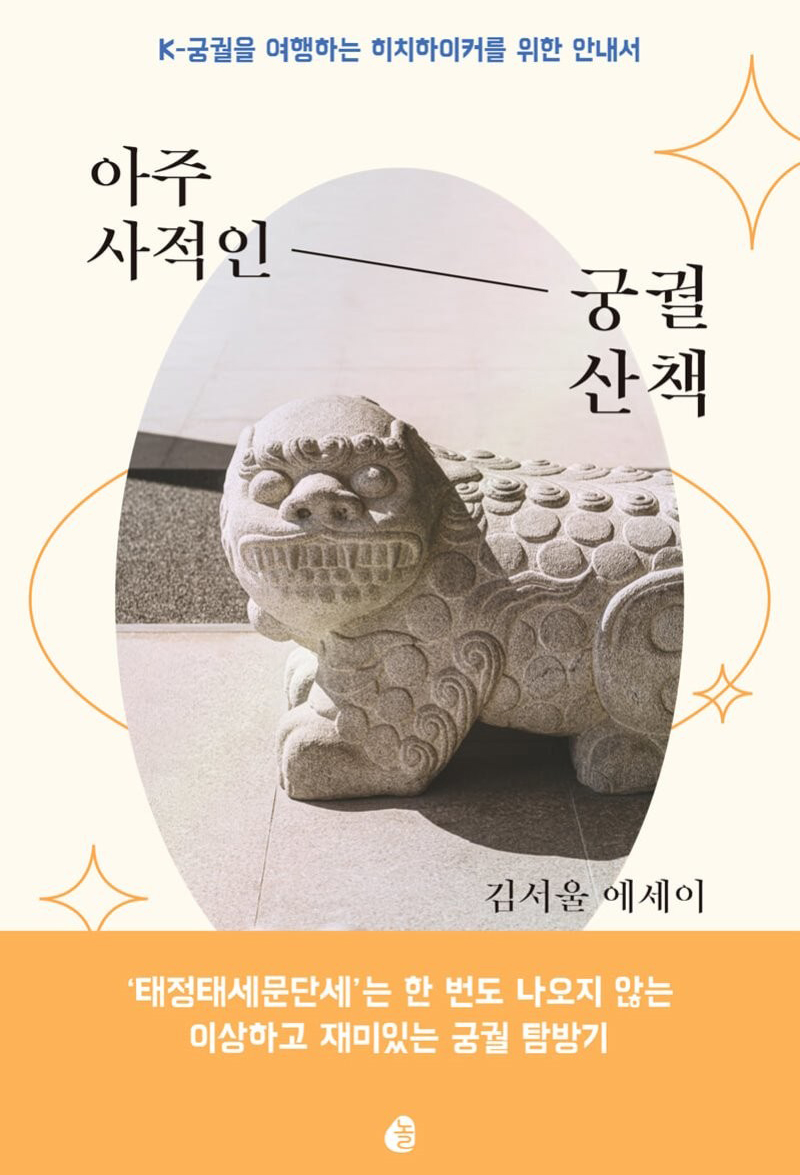 K-궁궐을 여행하는 히치하이커를 위한 안내서
아주
사적인
궁궐
산책
김서울 에세이
‘태정태세문단세’는 한 번도 나오지 않는
이상하고 재미있는 궁궐 탐방기
놀